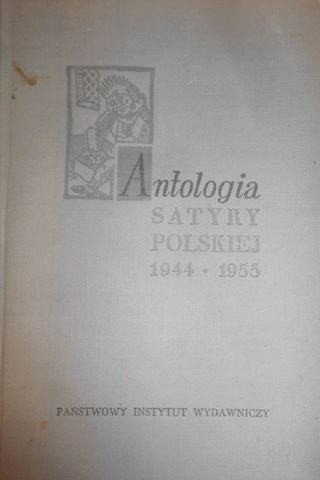 Antologia
SATYRY
POLSKIEJ
1944 • 1955
PAŃSTWOWY INSTYTUT WYDAWNICZY